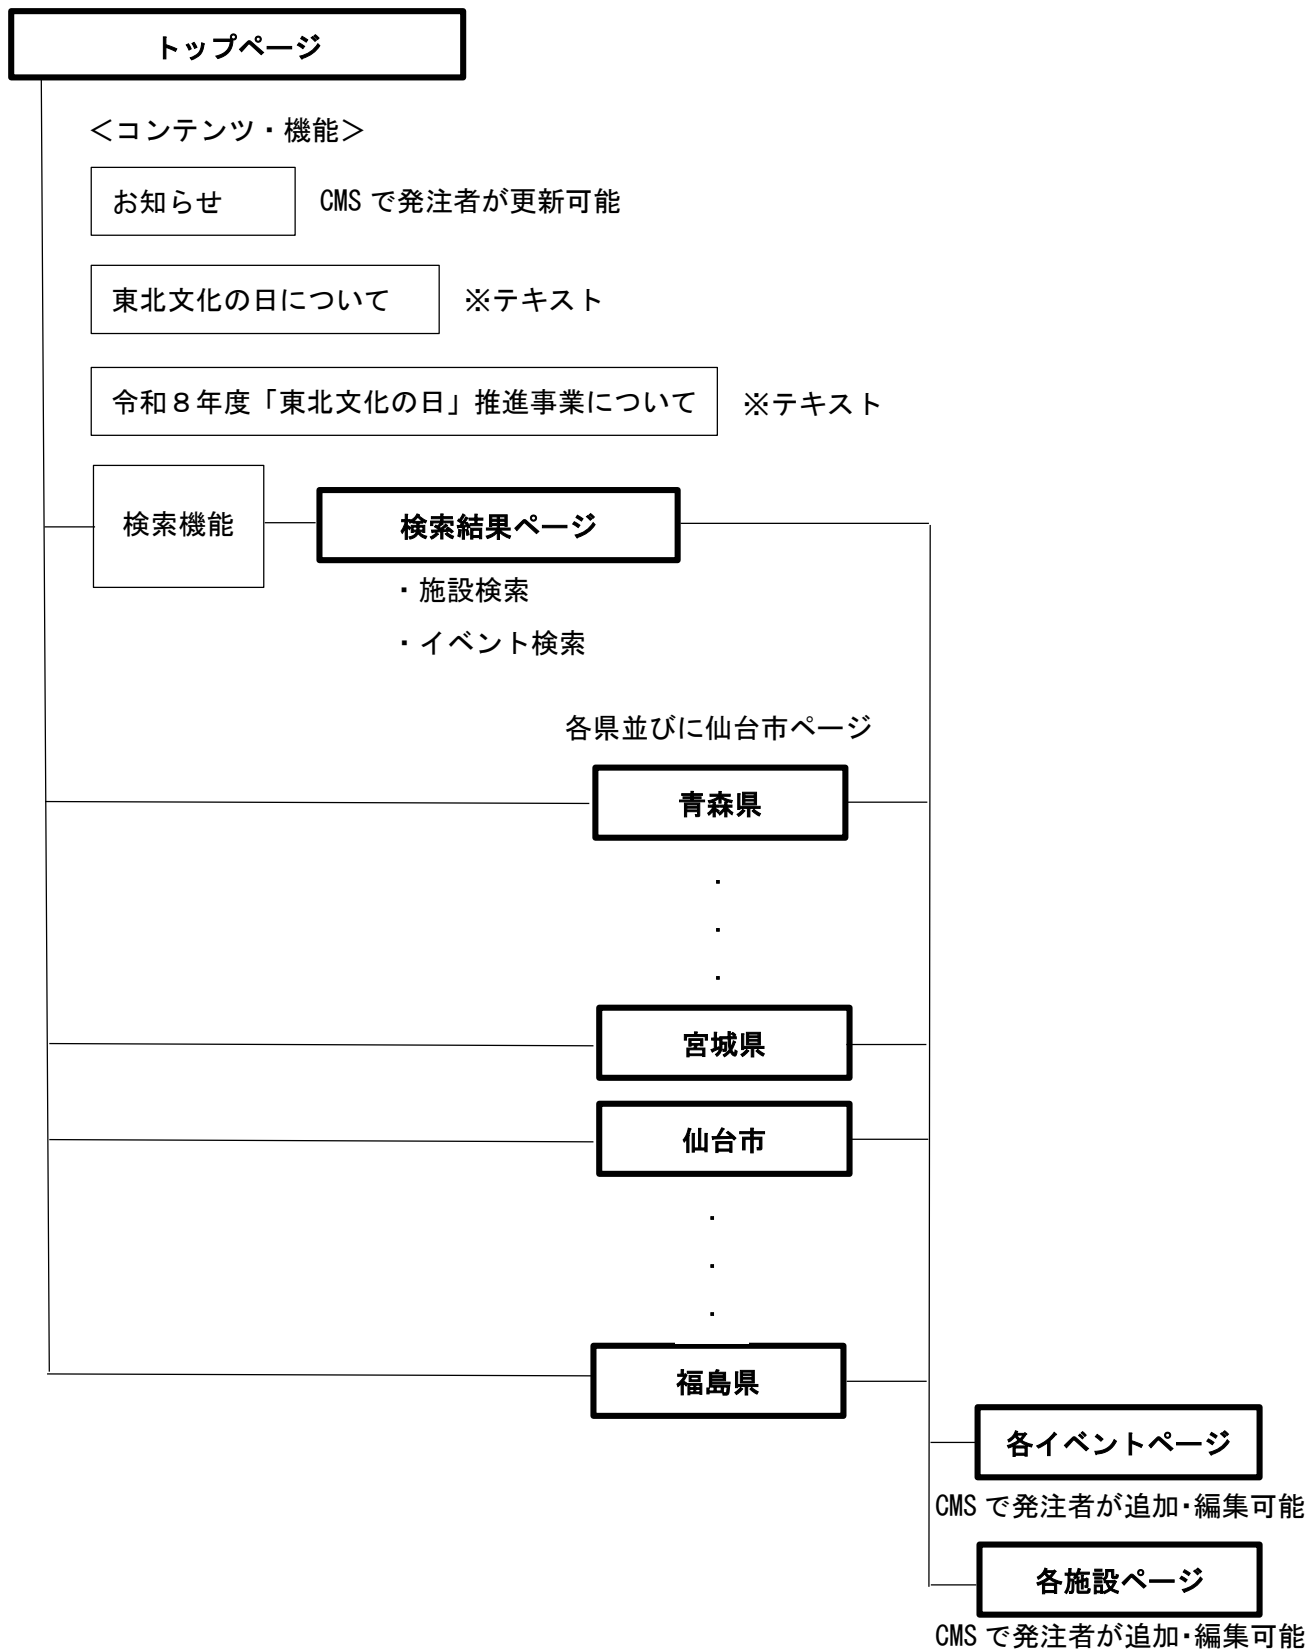 トップページ
＜コンテンツ・機能＞
お知らせ　CMS で発注者が更新可能
東北文化の日について　※テキスト
令和８年度「東北文化の日」推進事業について　※テキスト
検索機能　検索結果ページ
・施設検索
・イベント検索
各県並びに仙台市ページ
青森県
・
・
・
宮城県
仙台市
・
・
・
福島県
各イベントページ
CMS で発注者が追加・編集可能
各施設ページ
CMS で発注者が追加・編集可能